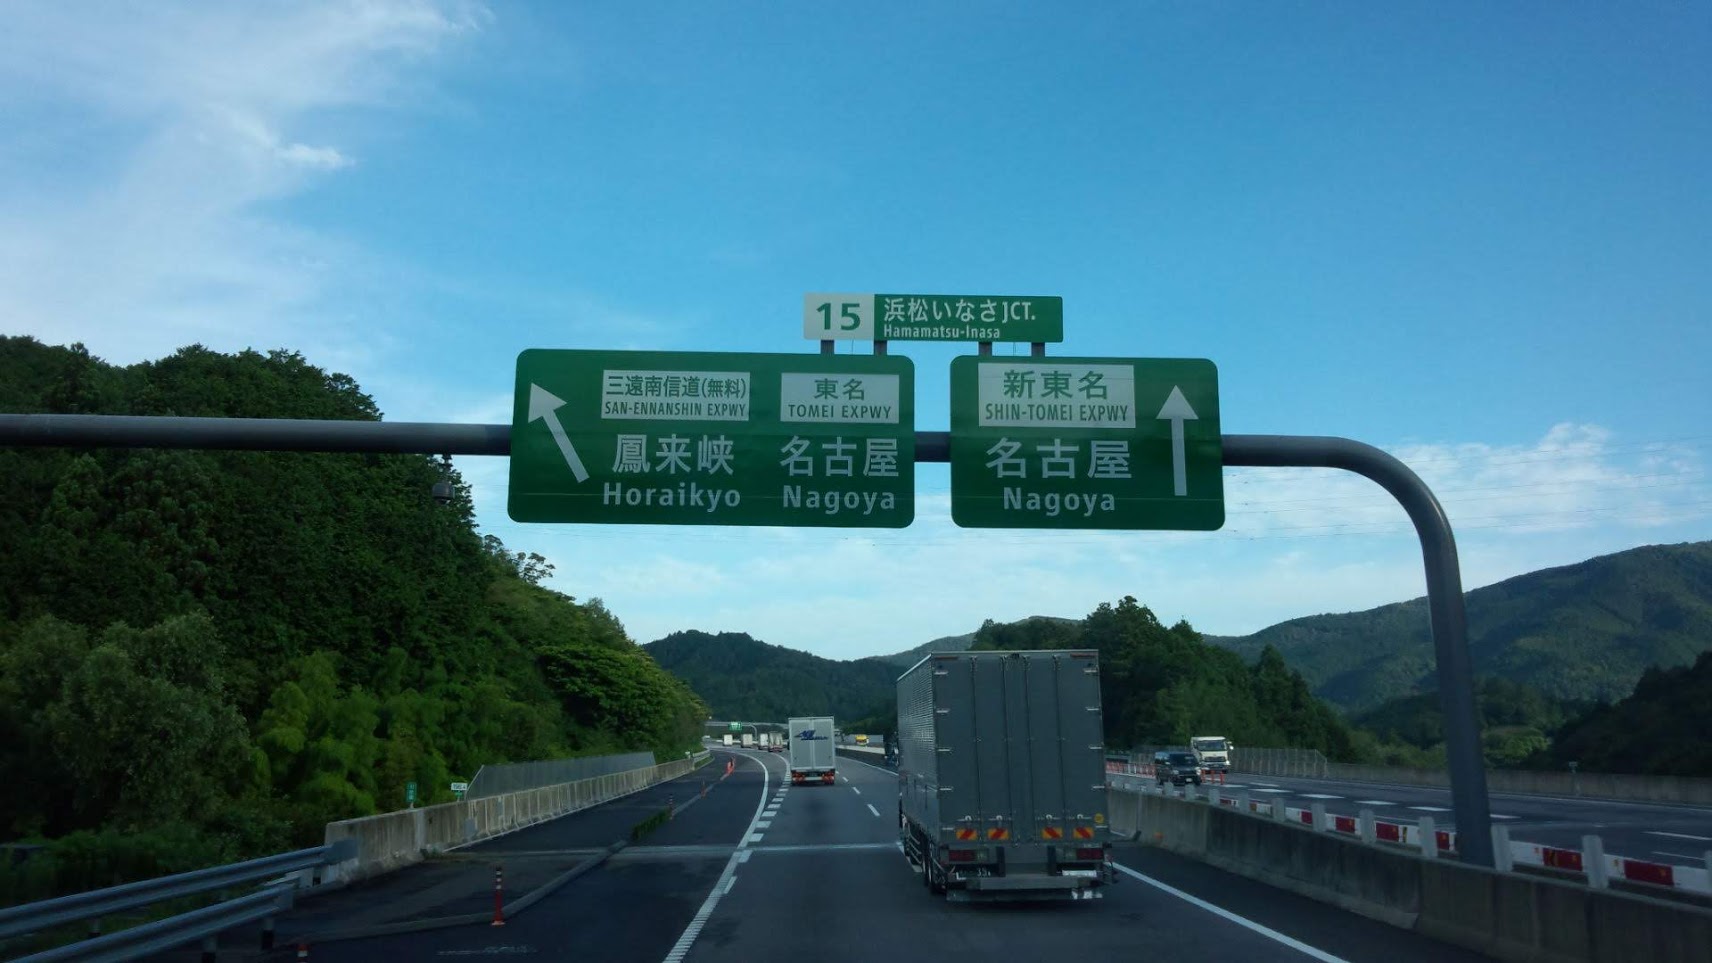 15
浜松いなさJCT.
Hamamatsu-Inasa
三遠南信道(無料)
SAN-ENNANSHIN EXPWY
鳳来峡
Horaikyo
東名
TOMEI EXPWY
名古屋
Nagoya
新東名
SHIN-TOMEI EXPWY
名古屋
Nagoya